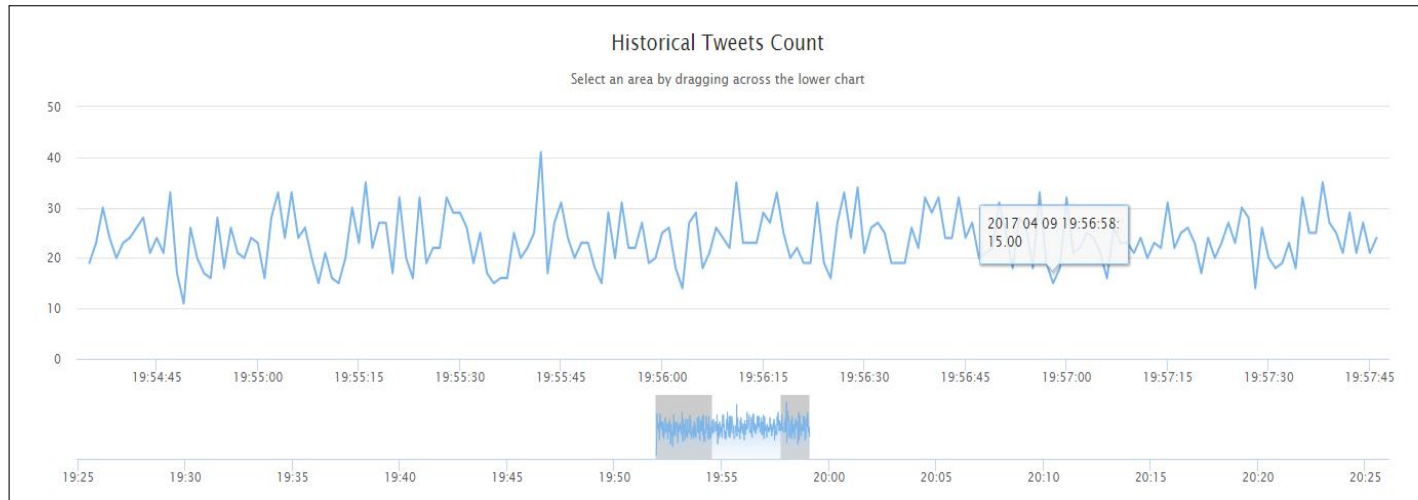 Historical Tweets Count
Select an area by dragging across the lower chart
50
40
30
20
10
0
2017 04 09 19:56:58:
15.00
19:54:45 19:55:00 19:55:15 19:55:30 19:55:45 19:56:00 19:56:15 19:56:30 19:56:45 19:57:00 19:57:15 19:57:30 19:57:45
19:25 19:30 19:35 19:40 19:45 19:50 19:55 20:00 20:05 20:10 20:15 20:20 20:25